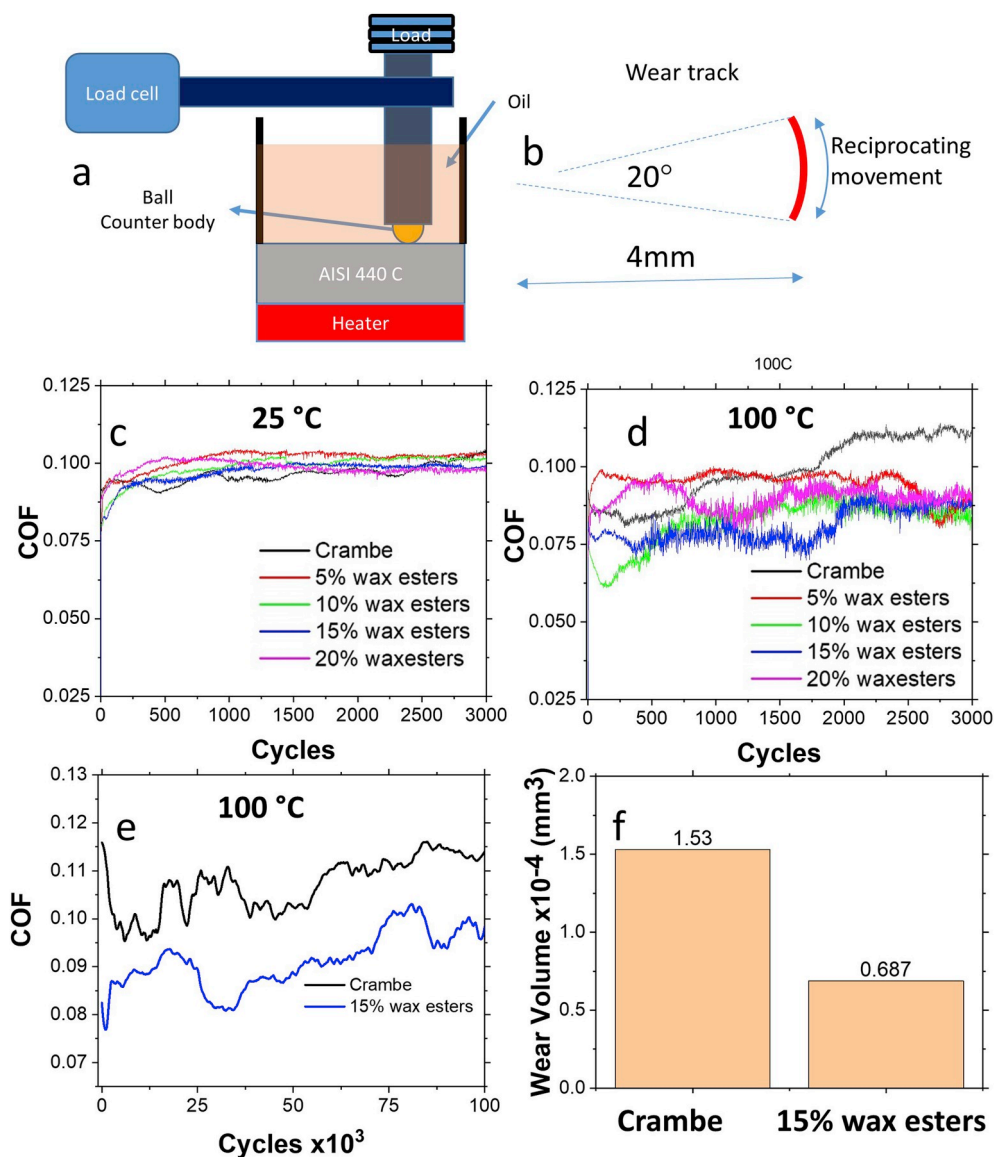 Load
Load cell
Oil
a
Ball
Counter body
AISI 440 C
Heater
Wear track
b
20°
Reciprocating
movement
4mm
0.125
0.100
0.075
0.050
0.025
COF
c
25 °C
Crambe
5% wax esters
10% wax esters
15% wax esters
20% waxesters
0 500 1000 1500 2000 2500 3000
Cycles
100C
0.125
0.100
0.075
0.050
0.025
COF
d
100 °C
Crambe
5% wax esters
10% wax esters
15% wax esters
20% waxesters
0 500 1000 1500 2000 2500 3000
Cycles
0.13
0.12
0.11
0.10
0.09
0.08
0.07
COF
e
100 °C
Crambe
15% wax esters
0 25 50 75 100
Cycles x10³
2.0
1.5
1.0
0.5
0.0
Wear Volume x10-⁴ (mm³)
f
1.53
0.687
Crambe 15% wax esters